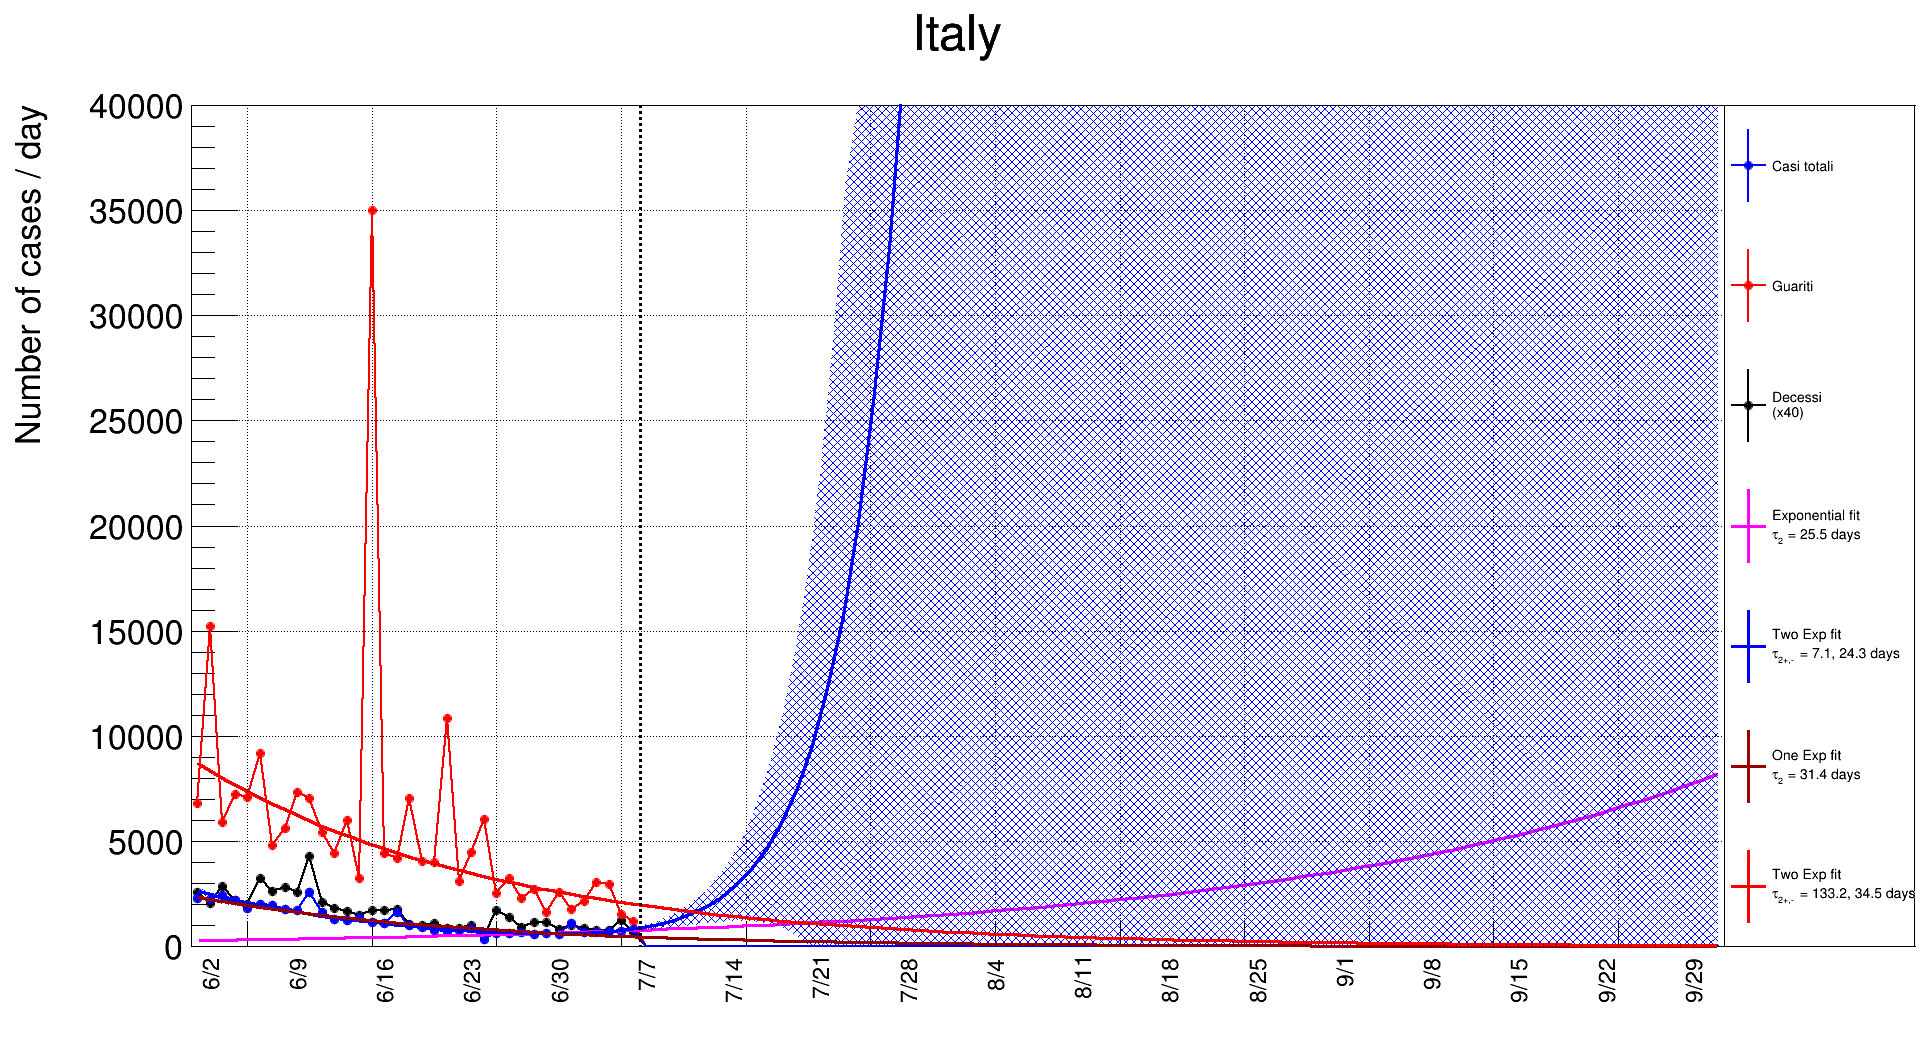 Italy
Number of cases / day
40000
35000
30000
25000
20000
15000
10000
5000
0
6/2
6/9
6/16
6/23
6/30
7/7
7/14
7/21
7/28
8/4
8/11
8/18
8/25
9/1
9/8
9/15
9/22
9/29
Casi totali
Guariti
Decessi
(x40)
Exponential fit
τ2 = 25.5 days
Two Exp fit
τ2+,- = 7.1, 24.3 days
One Exp fit
τ2 = 31.4 days
Two Exp fit
τ2+,- = 133.2, 34.5 days